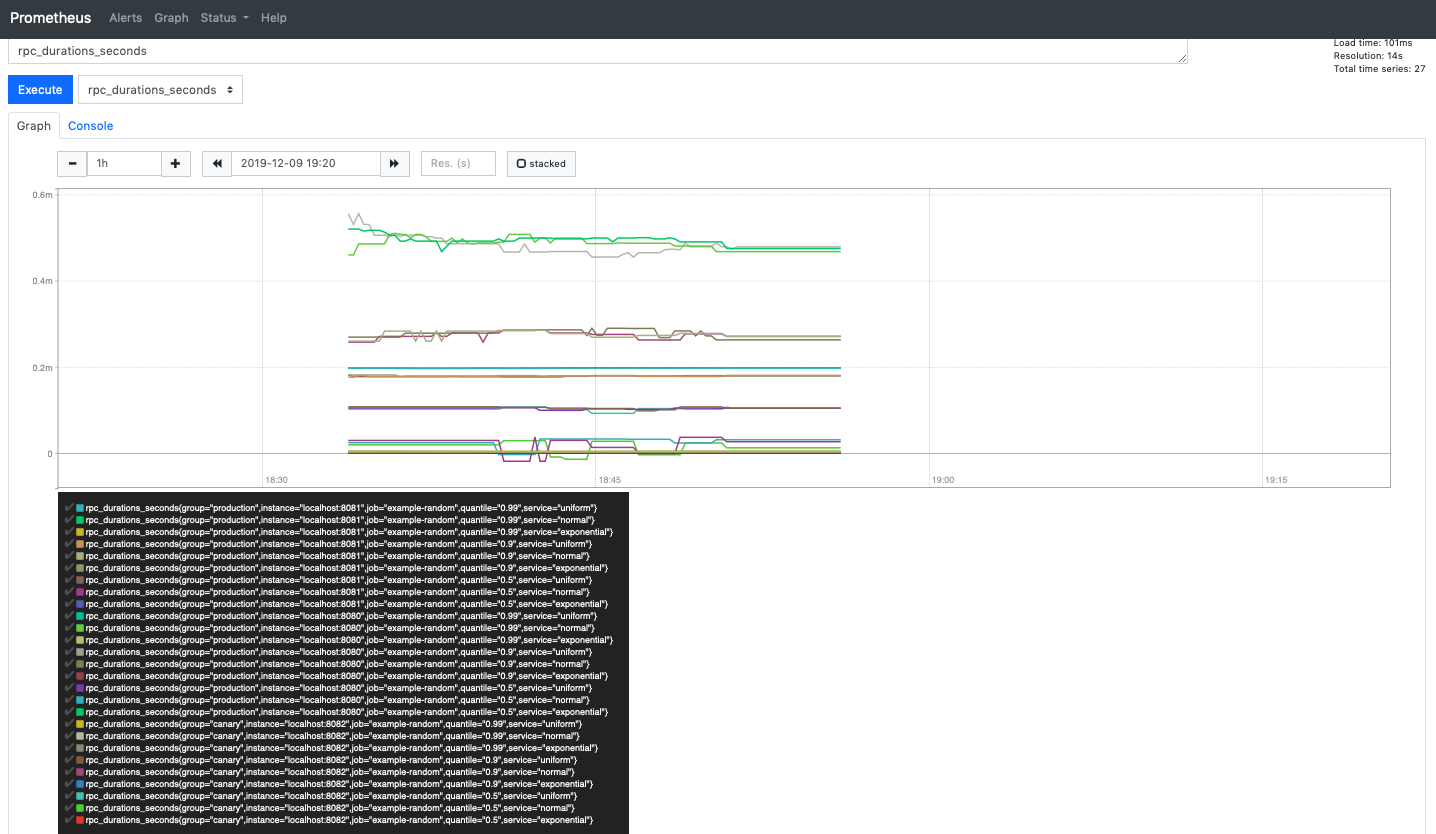 Prometheus Alerts Graph Status Help
rpc_durations_seconds
Load time: 101ms
Resolution: 14s
Total time series: 27
Execute rpc_durations_seconds
Graph Console
1h 2019-12-09 19:20 Res. (s) stacked
0.6m
0.4m
0.2m
0
18:30 18:45 19:00 19:15
rpc_durations_seconds{group="production",instance="localhost:8081",job="example-random",quantile="0.99",service="uniform"}
rpc_durations_seconds{group="production",instance="localhost:8081",job="example-random",quantile="0.99",service="normal"}
rpc_durations_seconds{group="production",instance="localhost:8081",job="example-random",quantile="0.99",service="exponential"}
rpc_durations_seconds{group="production",instance="localhost:8081",job="example-random",quantile="0.9",service="uniform"}
rpc_durations_seconds{group="production",instance="localhost:8081",job="example-random",quantile="0.9",service="normal"}
rpc_durations_seconds{group="production",instance="localhost:8081",job="example-random",quantile="0.9",service="exponential"}
rpc_durations_seconds{group="production",instance="localhost:8081",job="example-random",quantile="0.5",service="uniform"}
rpc_durations_seconds{group="production",instance="localhost:8081",job="example-random",quantile="0.5",service="normal"}
rpc_durations_seconds{group="production",instance="localhost:8081",job="example-random",quantile="0.5",service="exponential"}
rpc_durations_seconds{group="production",instance="localhost:8080",job="example-random",quantile="0.99",service="uniform"}
rpc_durations_seconds{group="production",instance="localhost:8080",job="example-random",quantile="0.99",service="normal"}
rpc_durations_seconds{group="production",instance="localhost:8080",job="example-random",quantile="0.99",service="exponential"}
rpc_durations_seconds{group="production",instance="localhost:8080",job="example-random",quantile="0.9",service="uniform"}
rpc_durations_seconds{group="production",instance="localhost:8080",job="example-random",quantile="0.9",service="normal"}
rpc_durations_seconds{group="production",instance="localhost:8080",job="example-random",quantile="0.9",service="exponential"}
rpc_durations_seconds{group="production",instance="localhost:8080",job="example-random",quantile="0.5",service="uniform"}
rpc_durations_seconds{group="production",instance="localhost:8080",job="example-random",quantile="0.5",service="normal"}
rpc_durations_seconds{group="production",instance="localhost:8080",job="example-random",quantile="0.5",service="exponential"}
rpc_durations_seconds{group="canary",instance="localhost:8082",job="example-random",quantile="0.99",service="uniform"}
rpc_durations_seconds{group="canary",instance="localhost:8082",job="example-random",quantile="0.99",service="normal"}
rpc_durations_seconds{group="canary",instance="localhost:8082",job="example-random",quantile="0.99",service="exponential"}
rpc_durations_seconds{group="canary",instance="localhost:8082",job="example-random",quantile="0.9",service="uniform"}
rpc_durations_seconds{group="canary",instance="localhost:8082",job="example-random",quantile="0.9",service="normal"}
rpc_durations_seconds{group="canary",instance="localhost:8082",job="example-random",quantile="0.9",service="exponential"}
rpc_durations_seconds{group="canary",instance="localhost:8082",job="example-random",quantile="0.5",service="uniform"}
rpc_durations_seconds{group="canary",instance="localhost:8082",job="example-random",quantile="0.5",service="normal"}
rpc_durations_seconds{group="canary",instance="localhost:8082",job="example-random",quantile="0.5",service="exponential"}